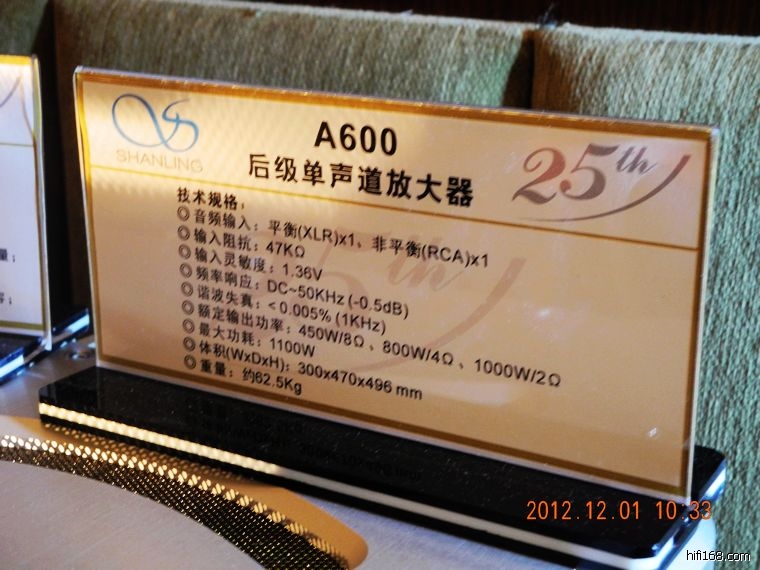 SHANLING
A600
后级单声道放大器
25th
技术规格：
◎音频输入：平衡(XLR)x1、非平衡(RCA)x1
◎输入阻抗：47KΩ
◎输入灵敏度：1.36V
◎频率响应：DC~50KHz (-0.5dB)
◎谐波失真：＜0.005% (1KHz)
◎额定输出功率：450W/8Ω、800W/4Ω、1000W/2Ω
◎最大功耗：1100W
◎体积(WxDxH)：300x470x496 mm
◎重量：约62.5Kg
2012.12.01 10:33
hifi168.com